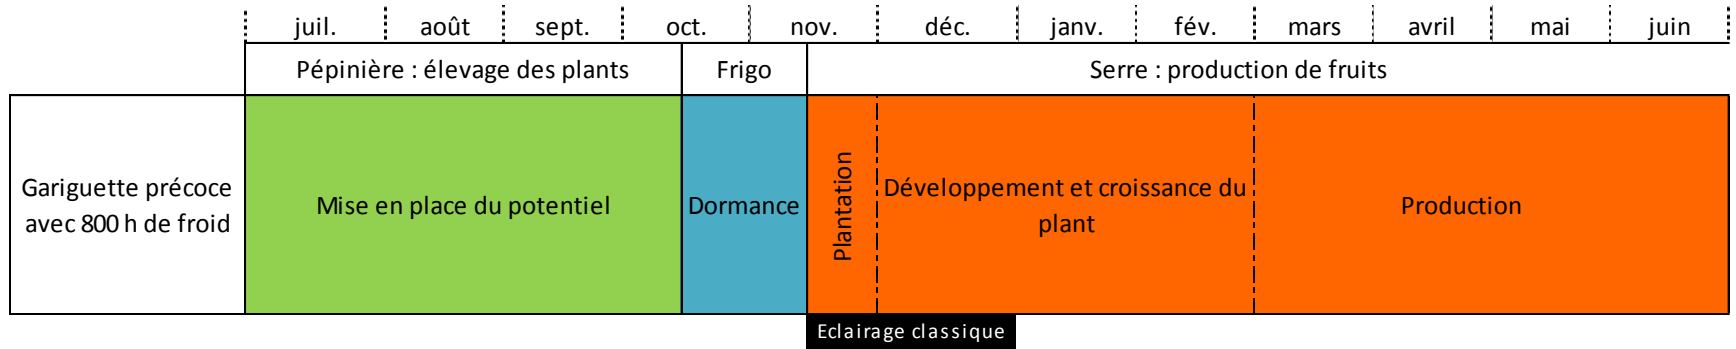 juil. août sept. oct. nov. déc. janv. fév. mars avril mai juin
Pépinière : élevage des plants Frigo Serre : production de fruits
Gariguette précoce
avec 800 h de froid
Mise en place du potentiel
Dormance
Plantation
Développement et croissance du
plant
Production
Eclairage classique